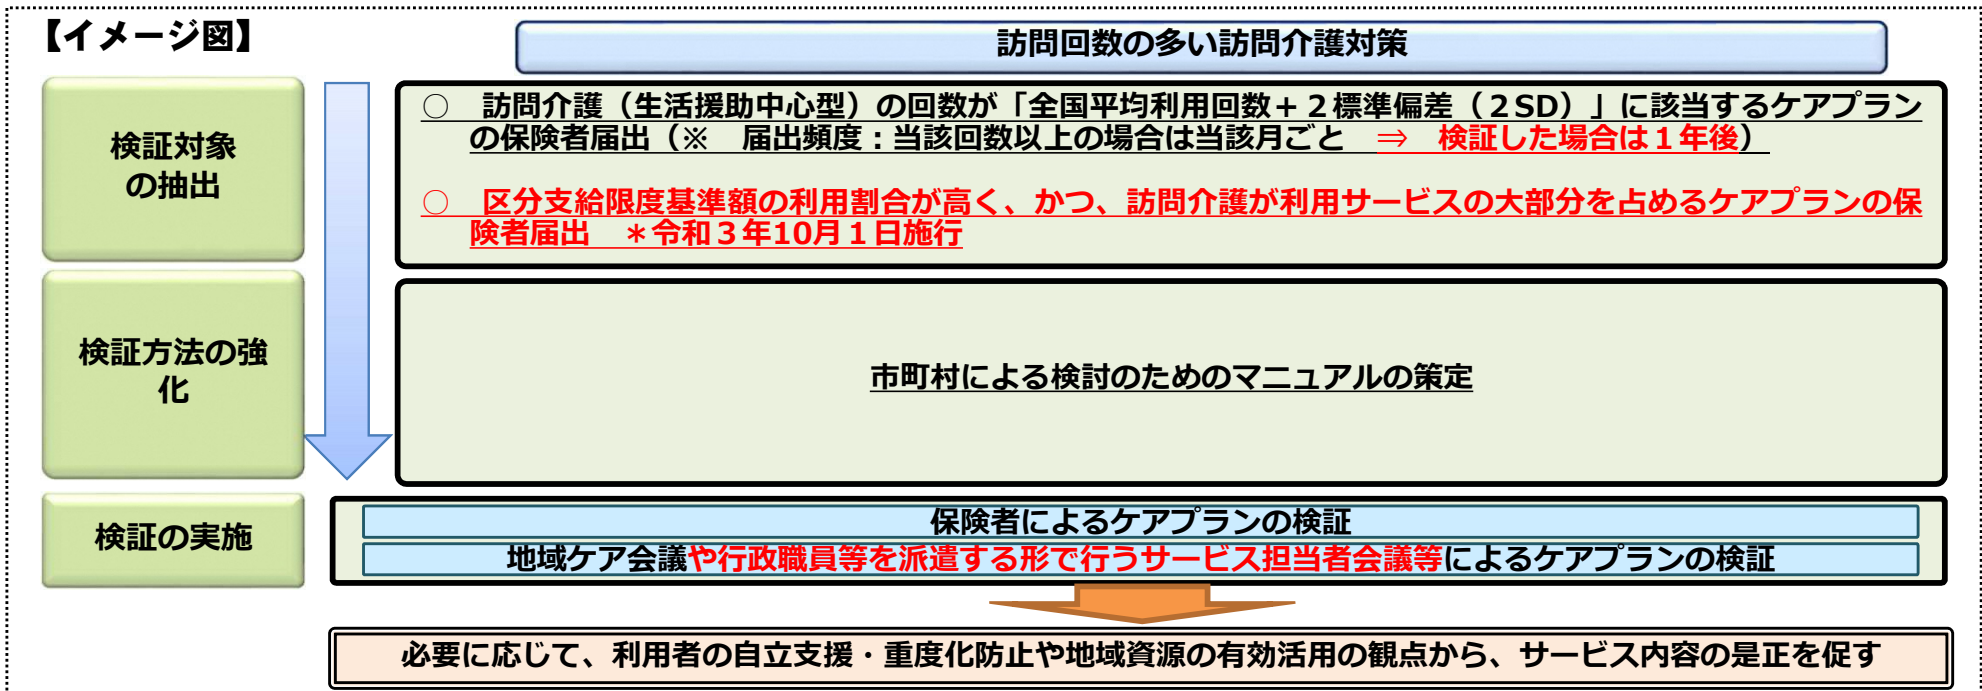 【イメージ図】
訪問回数の多い訪問介護対策
検証対象
の抽出
○　訪問介護（生活援助中心型）の回数が「全国平均利用回数＋２標準偏差（２SD）」に該当するケアプラン
の保険者届出（※　届出頻度：当該回数以上の場合は当該月ごと　⇒　検証した場合は１年後）
○　区分支給限度基準額の利用割合が高く、かつ、訪問介護が利用サービスの大部分を占めるケアプランの保
険者届出　＊令和３年10月１日施行
検証方法の強
化
市町村による検討のためのマニュアルの策定
検証の実施
保険者によるケアプランの検証
地域ケア会議や行政職員等を派遣する形で行うサービス担当者会議等によるケアプランの検証
必要に応じて、利用者の自立支援・重度化防止や地域資源の有効活用の観点から、サービス内容の是正を促す